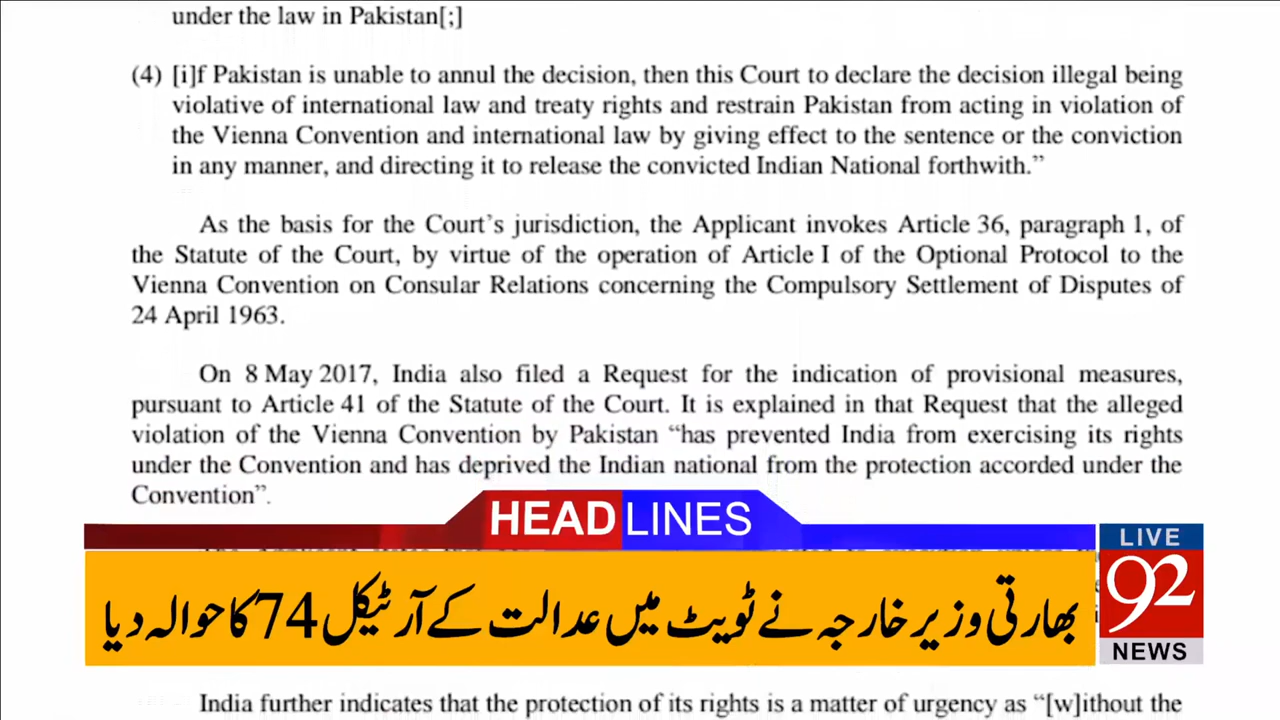 under the law in Pakistan[;]
(4) [i]f Pakistan is unable to annul the decision, then this Court to declare the decision illegal being
violative of international law and treaty rights and restrain Pakistan from acting in violation of
the Vienna Convention and international law by giving effect to the sentence or the conviction
in any manner, and directing it to release the convicted Indian National forthwith.”
As the basis for the Court’s jurisdiction, the Applicant invokes Article 36, paragraph 1, of
the Statute of the Court, by virtue of the operation of Article I of the Optional Protocol to the
Vienna Convention on Consular Relations concerning the Compulsory Settlement of Disputes of
24 April 1963.
On 8 May 2017, India also filed a Request for the indication of provisional measures,
pursuant to Article 41 of the Statute of the Court. It is explained in that Request that the alleged
violation of the Vienna Convention by Pakistan “has prevented India from exercising its rights
under the Convention and has deprived the Indian national from the protection accorded under the
Convention”.
HEADLINES
بھارتی وزیر خارجہ نے ٹویٹ میں عدالت کے آرٹیکل 74 کا حوالہ دیا
LIVE
92
NEWS
India further indicates that the protection of its rights is a matter of urgency as “[w]ithout the